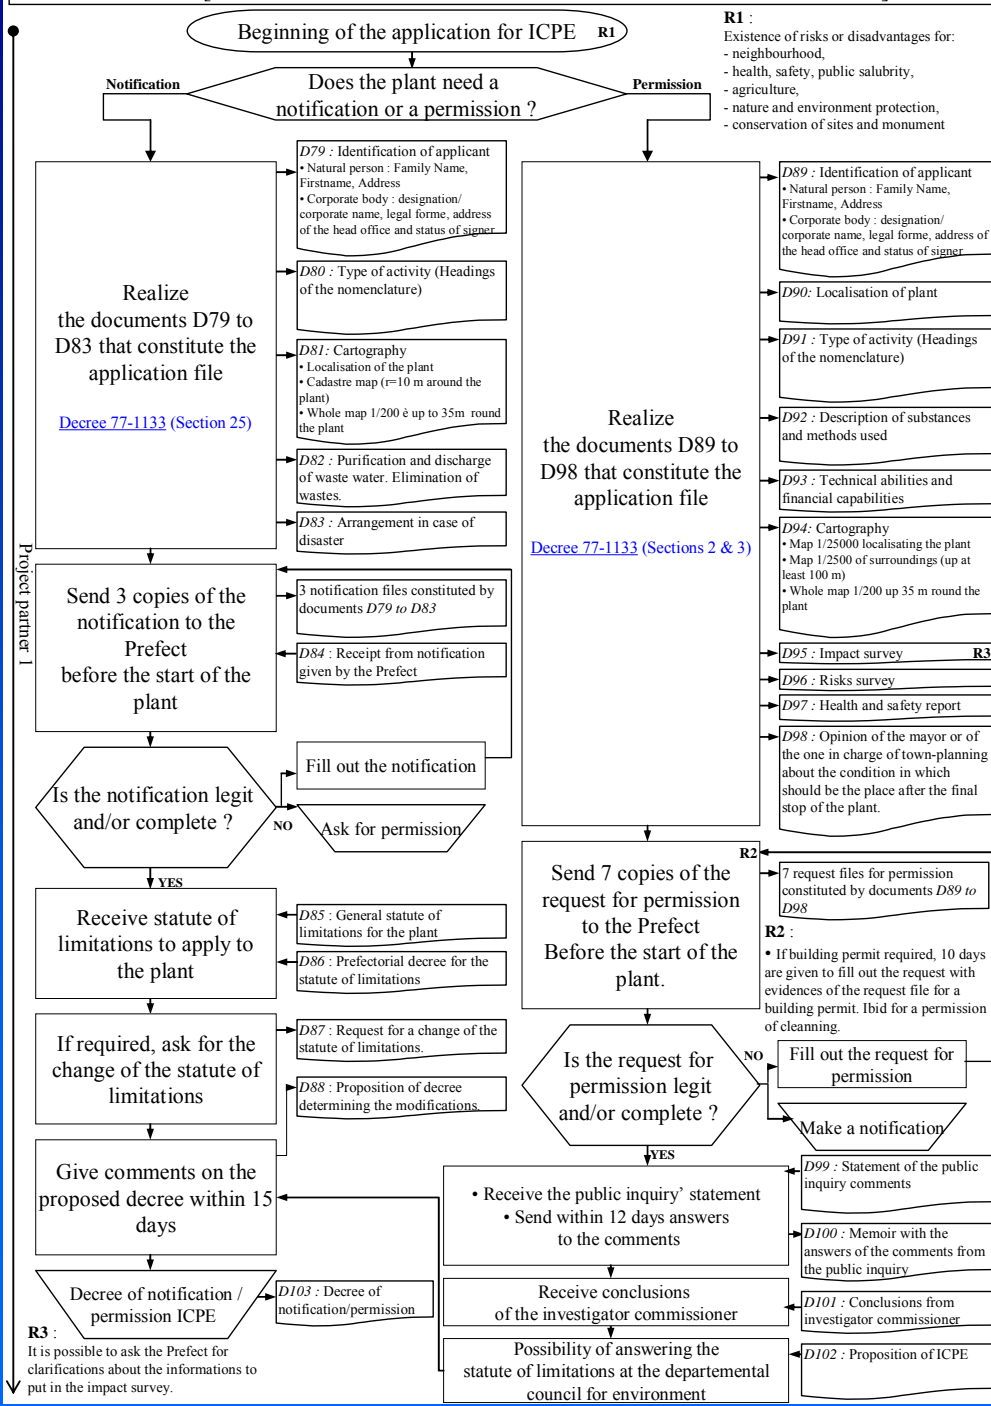 Beginning of the application for ICPE R1
R1 :
Existence of risks or disadvantages for:
- neighbourhood,
- health, safety, public salubrity,
- agriculture,
- nature and environment protection,
- conservation of sites and monument
Notification
Does the plant need a
notification or a permission ?
Permission
Realize
the documents D79 to
D83 that constitute the
application file
Decree 77-1133 (Section 25)
D79 : Identification of applicant
• Natural person : Family Name,
Firstname, Address
• Corporate body : designation/
corporate name, legal forme, address
of the head office and status of signer
D80 : Type of activity (Headings
of the nomenclature)
D81: Cartography
• Localisation of the plant
• Cadastre map (r=10 m around the
plant)
• Whole map 1/200 è up to 35m round
the plant
D82 : Purification and discharge
of waste water. Elimination of
wastes.
D83 : Arrangement in case of
disaster
Project partner 1
Send 3 copies of the
notification to the
Prefect
before the start of the
plant
3 notification files constituted by
documents D79 to D83
D84 : Receipt from notification
given by the Prefect
Is the notification legit
and/or complete ?
NO
Fill out the notification
Ask for permission
YES
Receive statute of
limitations to apply to
the plant
D85 : General statute of
limitations for the plant
D86 : Prefectorial decree for the
statute of limitations
If required, ask for the
change of the statute of
limitations
D87 : Request for a change of the
statute of limitations.
D88 : Proposition of decree
determining the modifications.
Give comments on the
proposed decree within 15
days
Decree of notification /
permission ICPE
D103 : Decree of
notification/permission
R3 :
It is possible to ask the Prefect for
clarifications about the informations to
put in the impact survey.
Realize
the documents D89 to
D98 that constitute the
application file
Decree 77-1133 (Sections 2 & 3)
D89 : Identification of applicant
• Natural person : Family Name,
Firstname, Address
• Corporate body : designation/
corporate name, legal forme, address of
the head office and status of signer
D90: Localisation of plant
D91 : Type of activity (Headings
of the nomenclature)
D92 : Description of substances
and methods used
D93 : Technical abilities and
financial capabilities
D94: Cartography
• Map 1/25000 localisating the plant
• Map 1/2500 of surroundings (up at
least 100 m)
• Whole map 1/200 up 35 m round the
plant
D95 : Impact survey R3
D96 : Risks survey
D97 : Health and safety report
D98 : Opinion of the mayor or of
the one in charge of town-planning
about the condition in which
should be the place after the final
stop of the plant.
R2
Send 7 copies of the
request for permission
to the Prefect
Before the start of the
plant.
7 request files for permission
constituted by documents D89 to
D98
R2 :
• If building permit required, 10 days
are given to fill out the request with
evidences of the request file for a
building permit. Ibid for a permission
of cleanning.
Is the request for
permission legit
and/or complete ?
NO
Fill out the request for
permission
Make a notification
YES
• Receive the public inquiry’ statement
• Send within 12 days answers
to the comments
D99 : Statement of the public
inquiry comments
D100 : Memoir with the
answers of the comments from
the public inquiry
Receive conclusions
of the investigator commissioner
D101 : Conclusions from
investigator commissioner
Possibility of answering the
statute of limitations at the departemental
council for environment
D102 : Proposition of ICPE